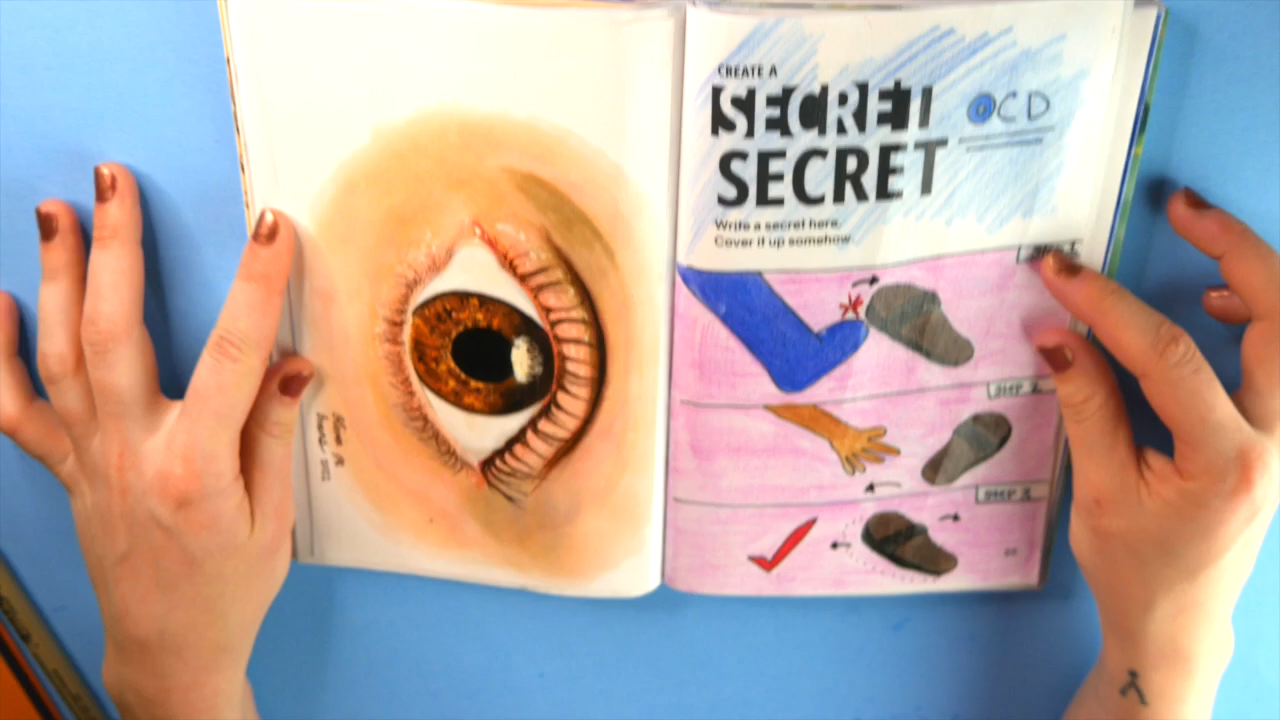 CREATE A
SECRET
SECRET
OCD
Write a secret here.
Cover it up somehow
STEP 2
STEP 3